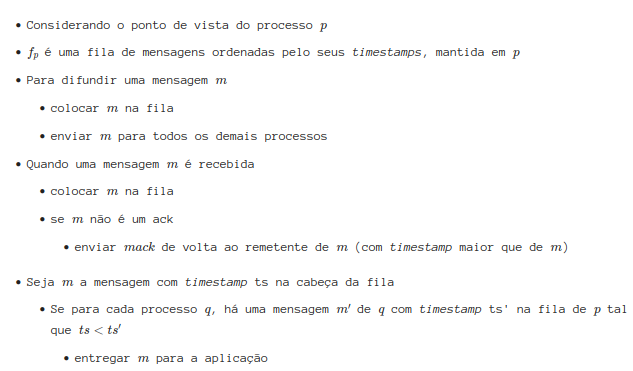 • Considerando o ponto de vista do processo p
• fₚ é uma fila de mensagens ordenadas pelo seus timestamps, mantida em p
• Para difundir uma mensagem m
• colocar m na fila
• enviar m para todos os demais processos
• Quando uma mensagem m é recebida
• colocar m na fila
• se m não é um ack
• enviar mack de volta ao remetente de m (com timestamp maior que de m)
• Seja m a mensagem com timestamp ts na cabeça da fila
• Se para cada processo q, há uma mensagem m′ de q com timestamp ts' na fila de p tal
que ts < ts′
• entregar m para a aplicação